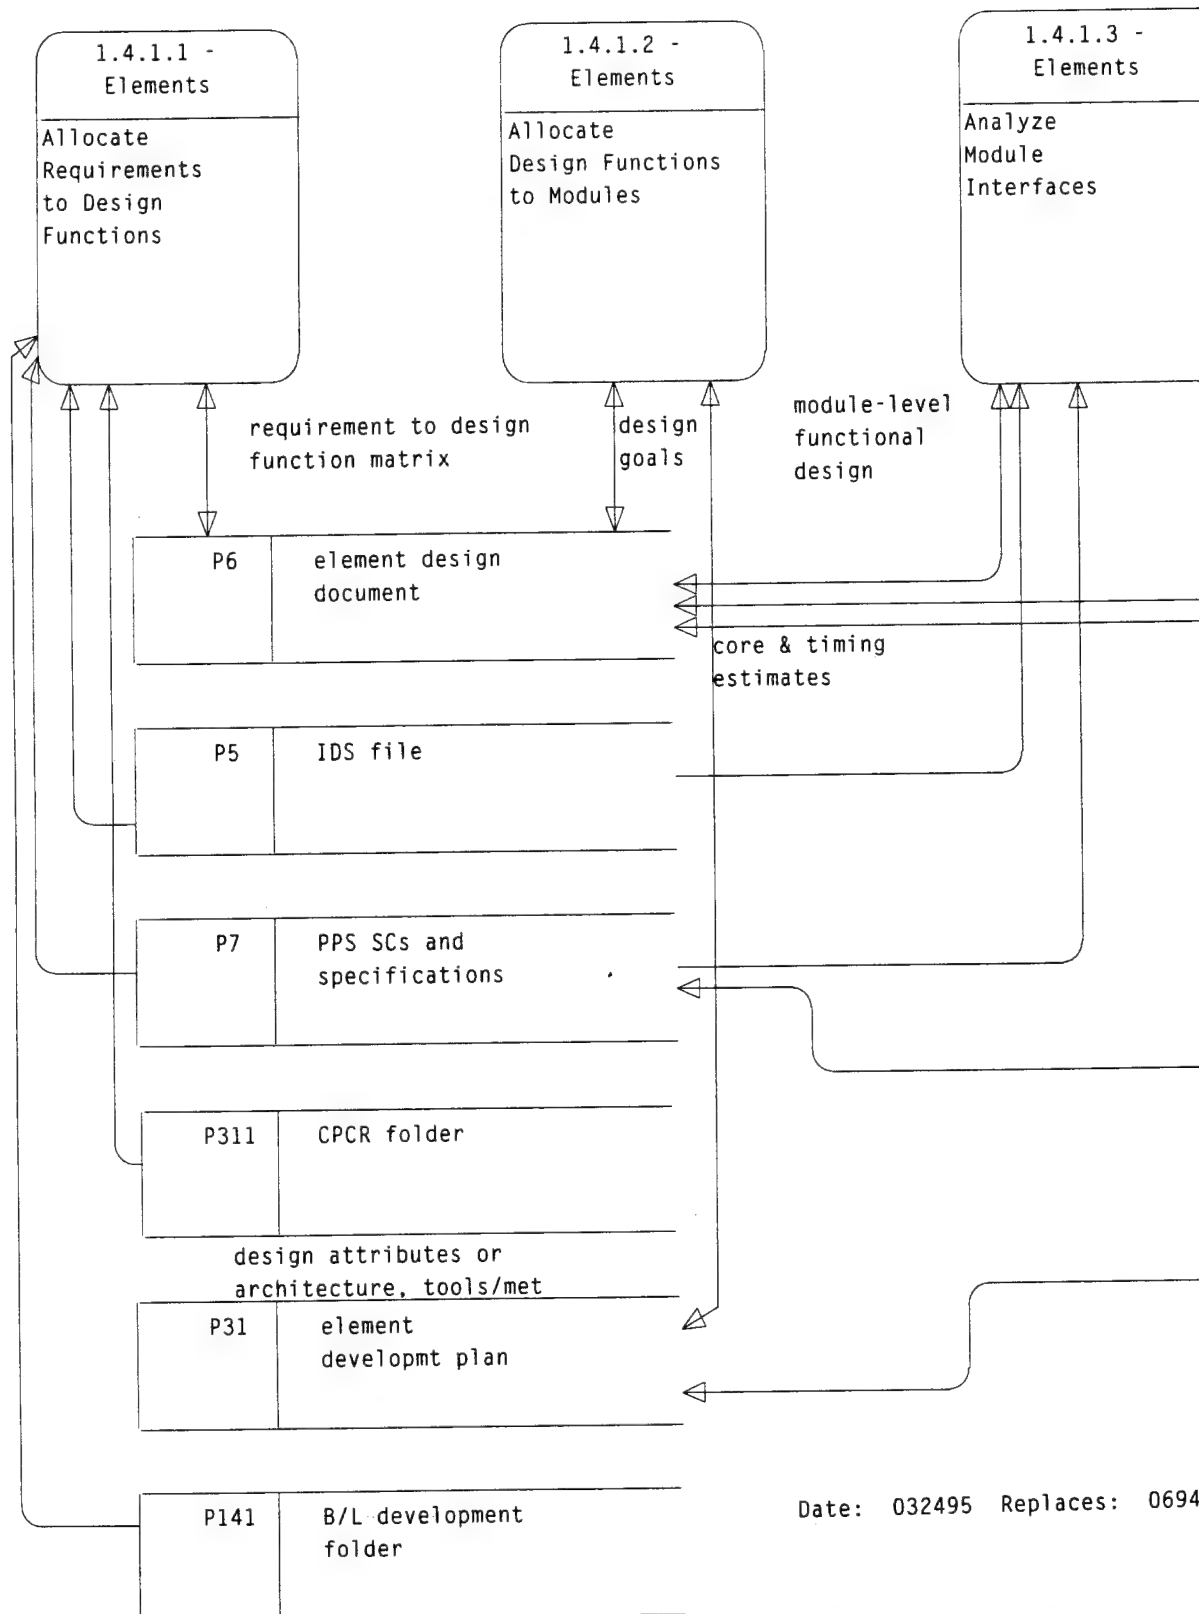 1.4.1.1 -
Elements
Allocate
Requirements
to Design
Functions
1.4.1.2 -
Elements
Allocate
Design Functions
to Modules
1.4.1.3 -
Elements
Analyze
Module
Interfaces
requirement to design
function matrix
design
goals
module-level
functional
design
P6 element design
document
core & timing
estimates
P5 IDS file
P7 PPS SCs and
specifications
P311 CPCR folder
design attributes or
architecture, tools/met
P31 element
developmt plan
P141 B/L development
folder
Date: 032495 Replaces: 0694